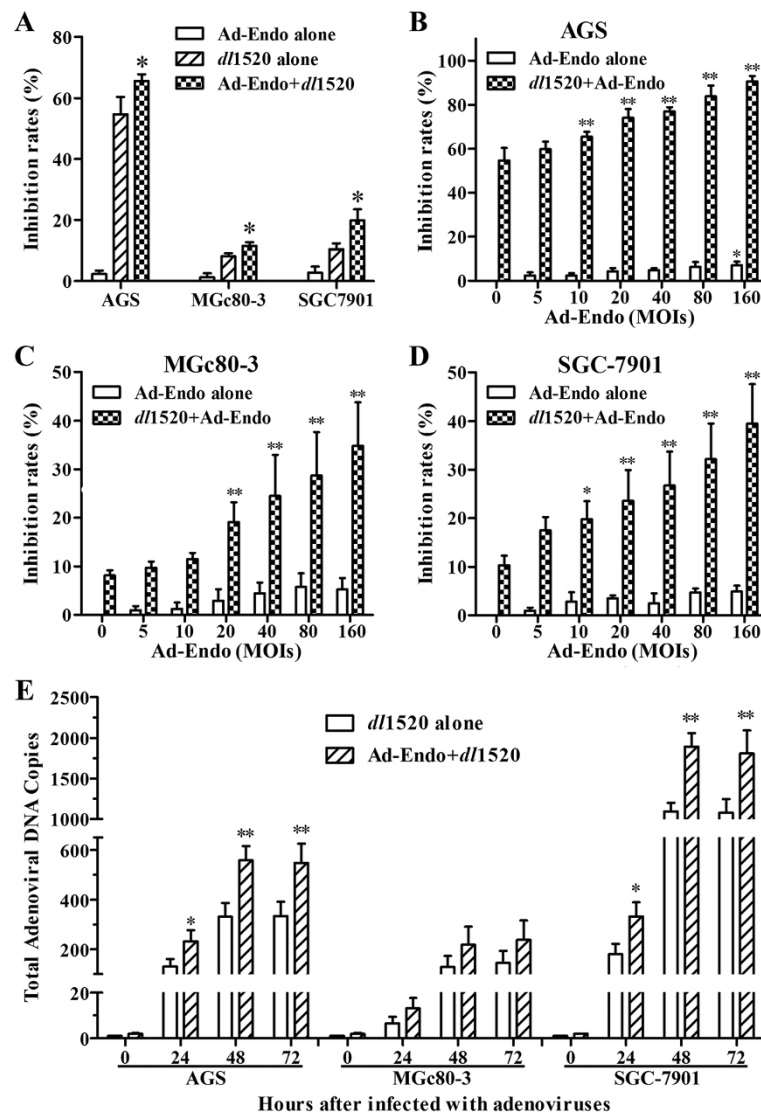 A
Ad-Endo alone
dl1520 alone
Ad-Endo+dl1520
Inhibition rates (%)
80
60
40
20
0
*
*
*
AGS MGc80-3 SGC7901
B
AGS
Ad-Endo alone
dl1520+Ad-Endo
Inhibition rates (%)
100
80
60
40
20
0
** ** ** ** **
*
0 5 10 20 40 80 160
Ad-Endo (MOIs)
C
MGc80-3
Ad-Endo alone
dl1520+Ad-Endo
Inhibition rates (%)
50
40
30
20
10
0
** ** ** **
0 5 10 20 40 80 160
Ad-Endo (MOIs)
D
SGC-7901
Ad-Endo alone
dl1520+Ad-Endo
Inhibition rates (%)
50
40
30
20
10
0
* ** ** ** **
0 5 10 20 40 80 160
Ad-Endo (MOIs)
E
dl1520 alone
Ad-Endo+dl1520
Total Adenoviral DNA Copies
2500
2000
1500
1000
600
400
200
20
0
* ** **
* ** **
0 24 48 72 0 24 48 72 0 24 48 72
AGS MGc80-3 SGC-7901
Hours after infected with adenoviruses